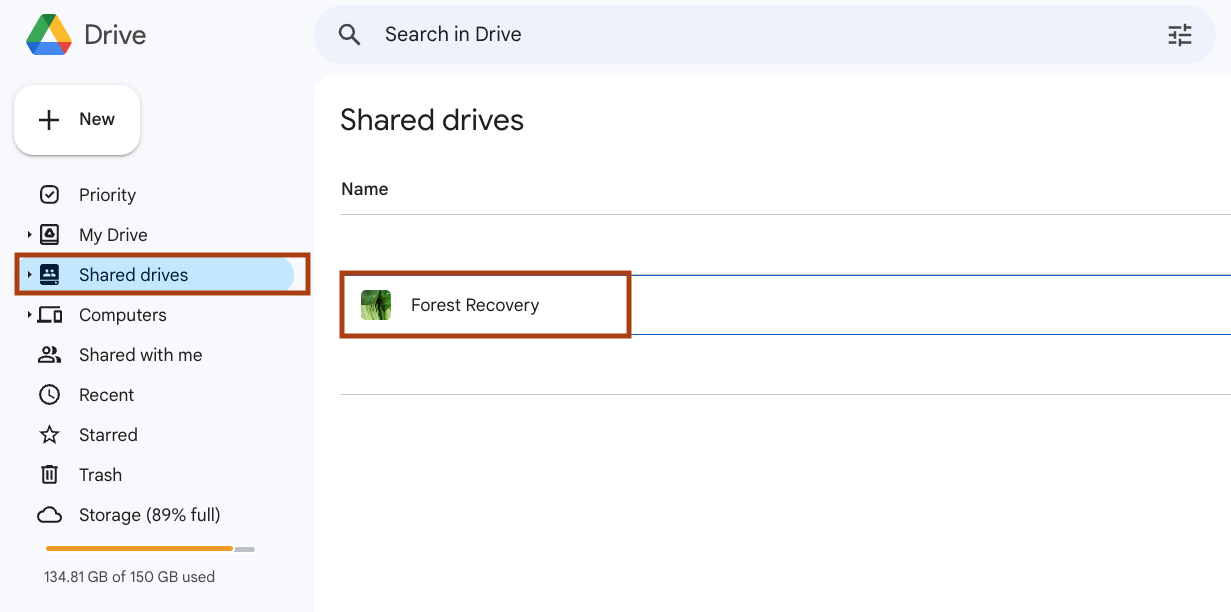 Drive
Search in Drive
New
Shared drives
Priority
Name
My Drive
Shared drives
Computers
Forest Recovery
Shared with me
Recent
Starred
Trash
Storage (89% full)
134.81 GB of 150 GB used